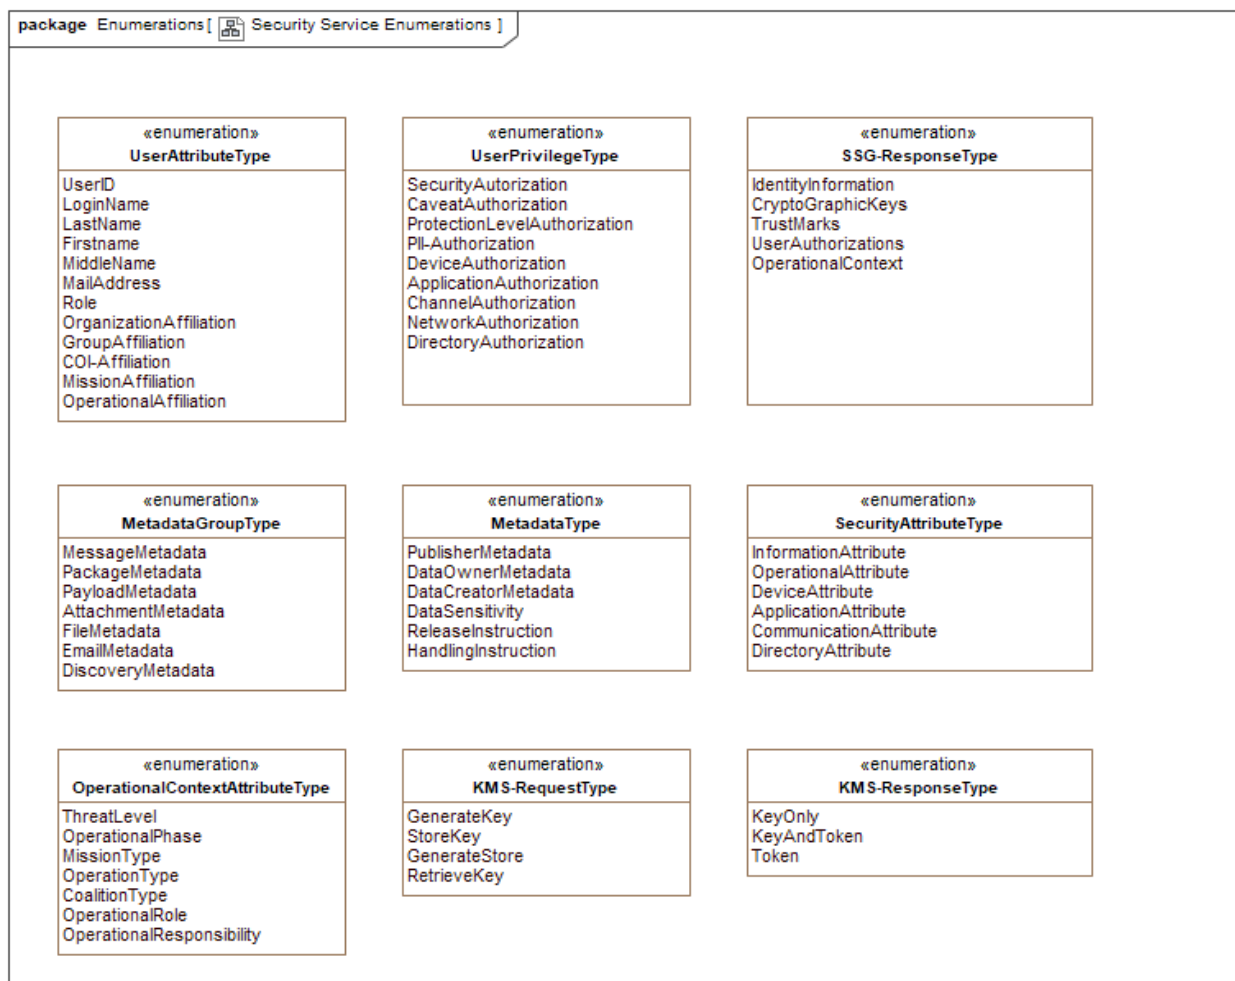 package Enumerations[ Security Service Enumerations ]
«enumeration»
UserAttributeType
UserID
LoginName
LastName
Firstname
MiddleName
MailAddress
Role
OrganizationAffiliation
GroupAffiliation
COI-Affiliation
MissionAffiliation
OperationalAffiliation
«enumeration»
UserPrivilegeType
SecurityAutorization
CaveatAuthorization
ProtectionLevelAuthorization
PII-Authorization
DeviceAuthorization
ApplicationAuthorization
ChannelAuthorization
NetworkAuthorization
DirectoryAuthorization
«enumeration»
SSG-ResponseType
IdentityInformation
CryptoGraphicKeys
TrustMarks
UserAuthorizations
OperationalContext
«enumeration»
MetadataGroupType
MessageMetadata
PackageMetadata
PayloadMetadata
AttachmentMetadata
FileMetadata
EmailMetadata
DiscoveryMetadata
«enumeration»
MetadataType
PublisherMetadata
DataOwnerMetadata
DataCreatorMetadata
DataSensitivity
ReleaseInstruction
HandlingInstruction
«enumeration»
SecurityAttributeType
InformationAttribute
OperationalAttribute
DeviceAttribute
ApplicationAttribute
CommunicationAttribute
DirectoryAttribute
«enumeration»
OperationalContextAttributeType
ThreatLevel
OperationalPhase
MissionType
OperationType
CoalitionType
OperationalRole
OperationalResponsibility
«enumeration»
KMS-RequestType
GenerateKey
StoreKey
GenerateStore
RetrieveKey
«enumeration»
KMS-ResponseType
KeyOnly
KeyAndToken
Token